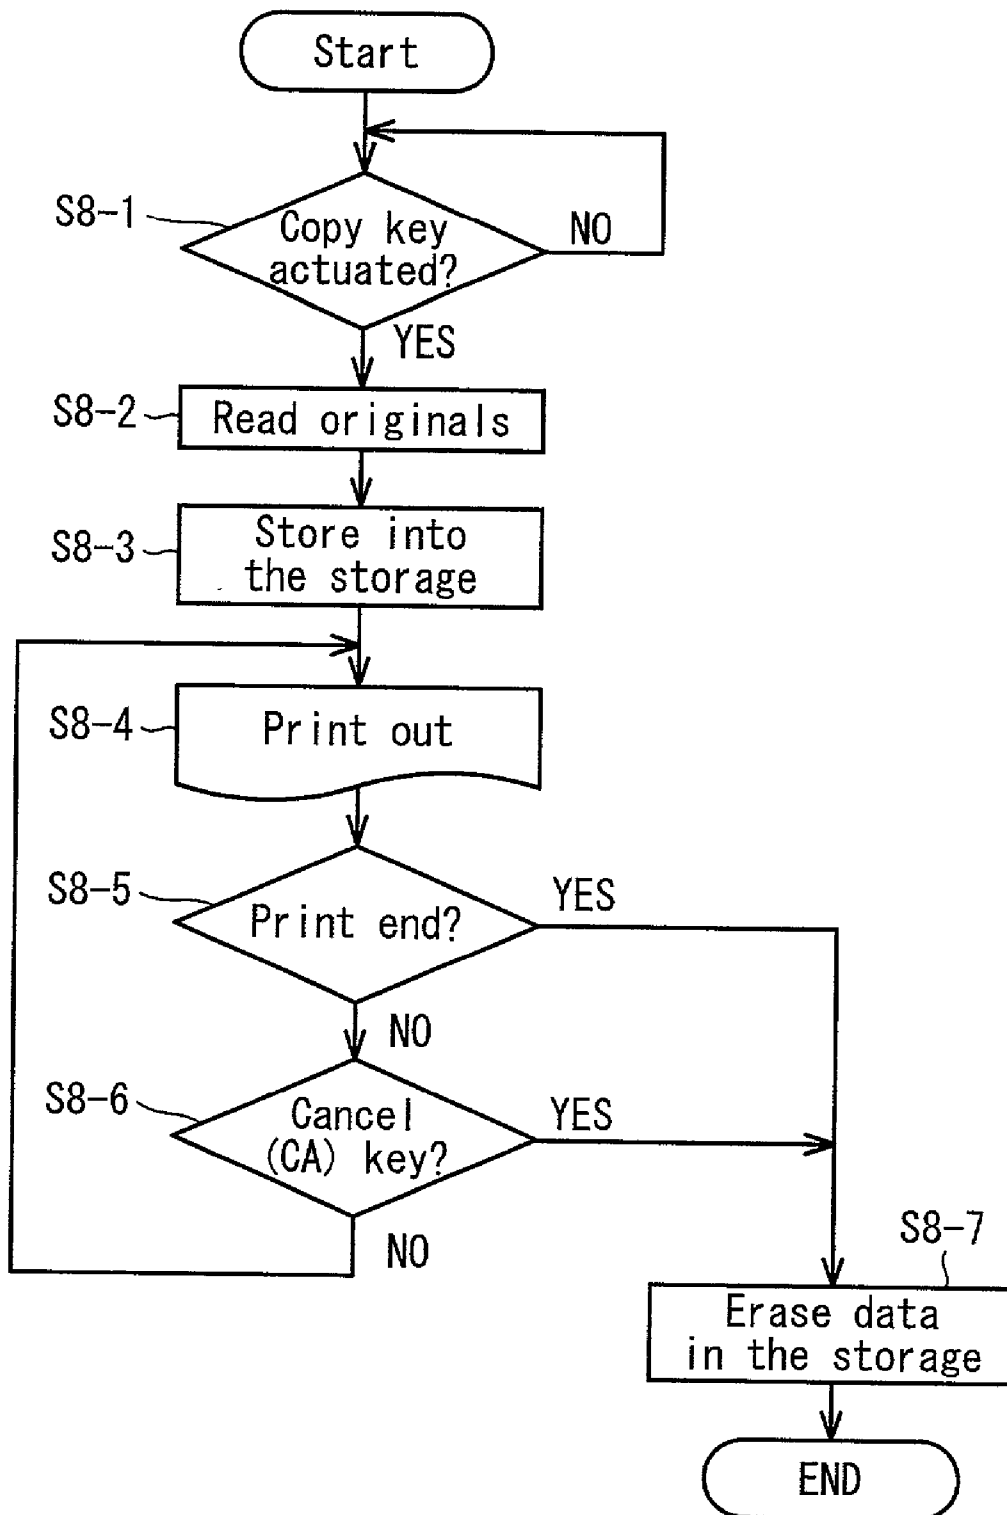 Start
S8-1
Copy key
actuated?
NO
YES
S8-2
Read originals
S8-3
Store into
the storage
S8-4
Print out
S8-5
Print end?
YES
NO
S8-6
Cancel
(CA) key?
YES
NO
S8-7
Erase data
in the storage
END